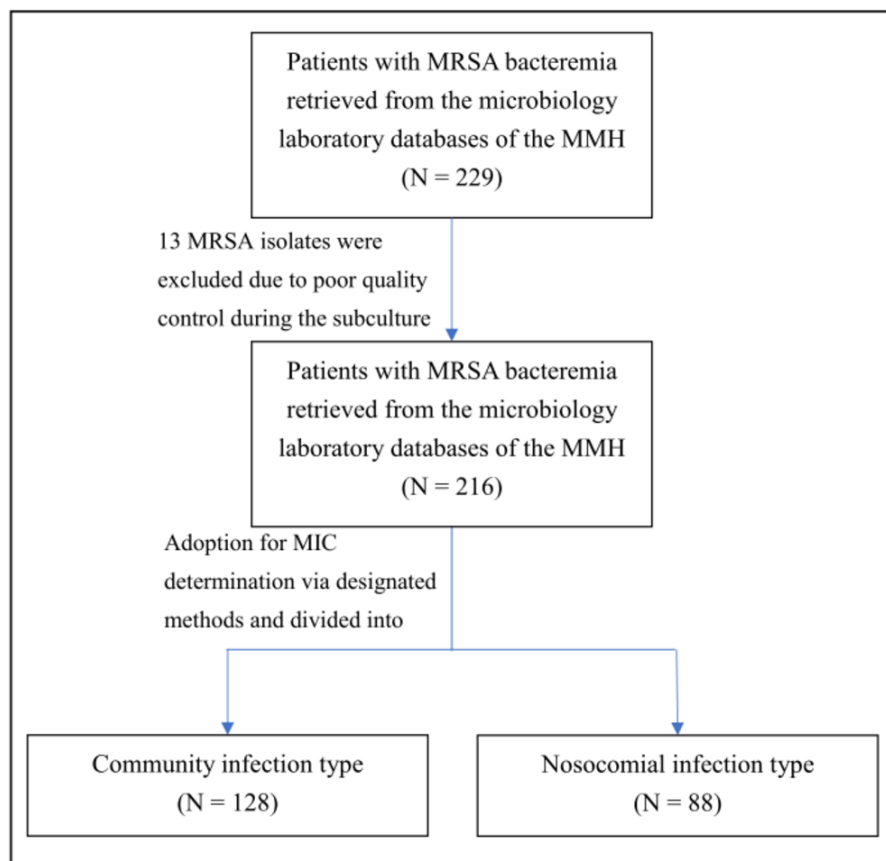 Patients with MRSA bacteremia
retrieved from the microbiology
laboratory databases of the MMH
(N = 229)
13 MRSA isolates were
excluded due to poor quality
control during the subculture
Patients with MRSA bacteremia
retrieved from the microbiology
laboratory databases of the MMH
(N = 216)
Adoption for MIC
determination via designated
methods and divided into
Community infection type
(N = 128)
Nosocomial infection type
(N = 88)